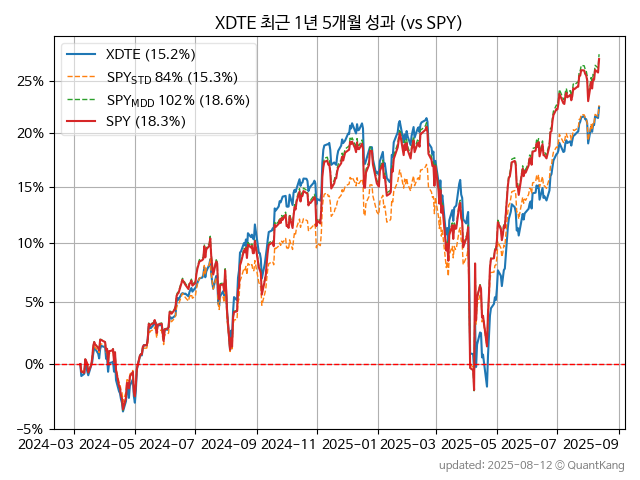 XDTE 최근 1년 5개월 성과 (vs SPY)
XDTE (15.2%)
SPY_STD 84% (15.3%)
SPY_MDD 102% (18.6%)
SPY (18.3%)
25%
20%
15%
10%
5%
0%
−5%
2024-03 2024-05 2024-07 2024-09 2024-11 2025-01 2025-03 2025-05 2025-07 2025-09
updated: 2025-08-12 © QuantKang